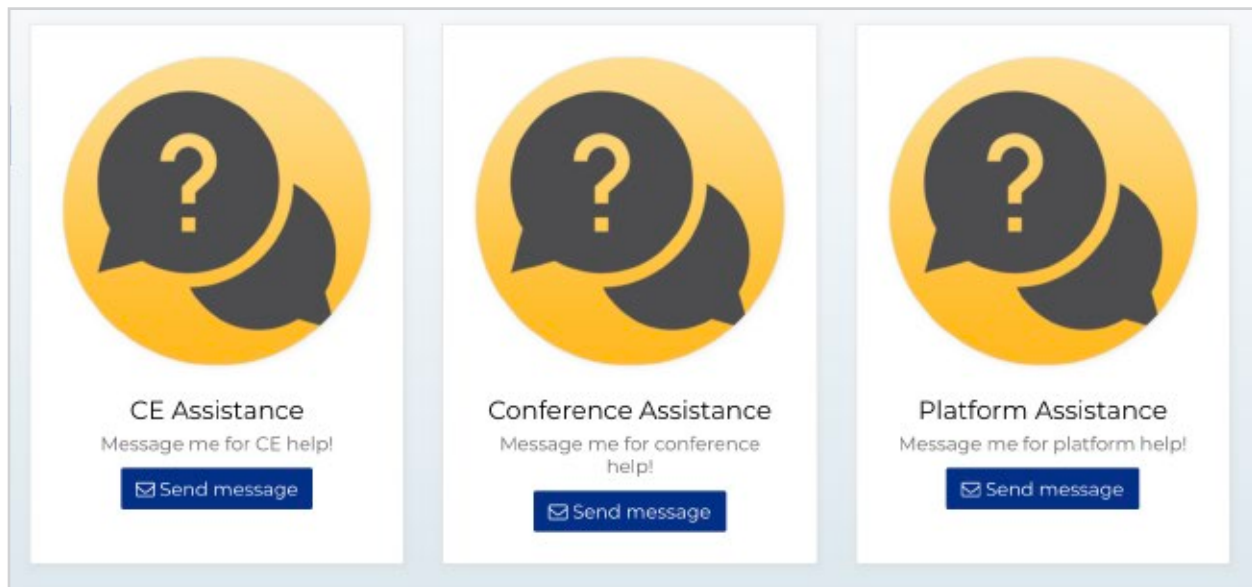 CE Assistance
Message me for CE help!
Send message
Conference Assistance
Message me for conference
help!
Send message
Platform Assistance
Message me for platform help!
Send message